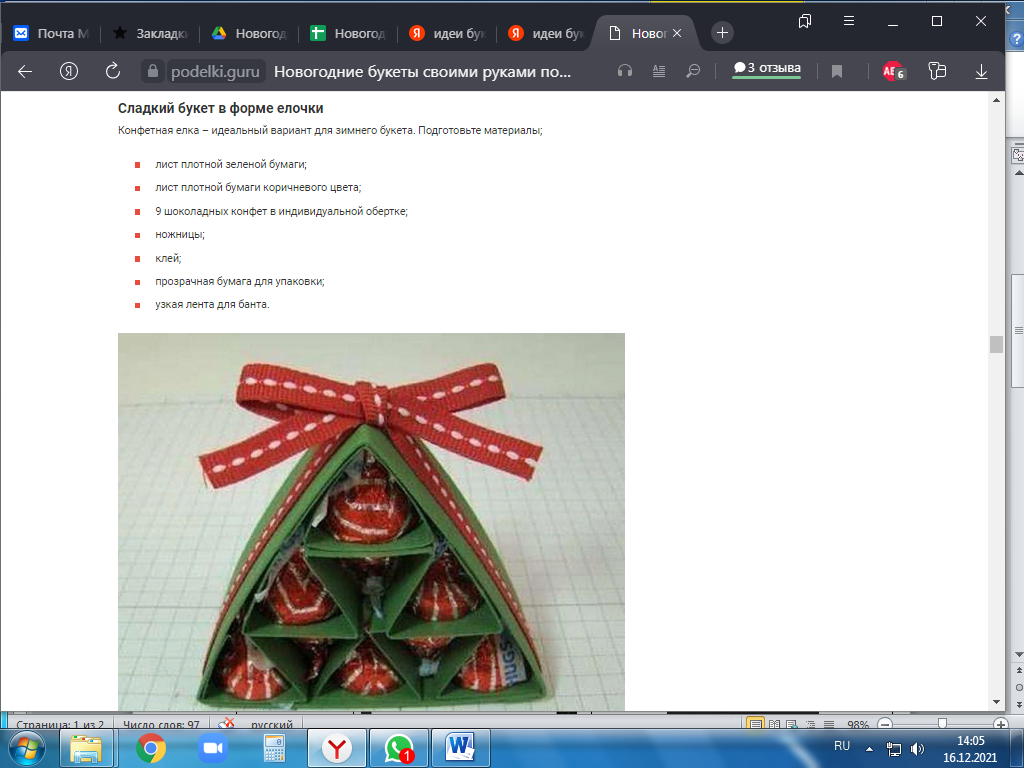 Почта М
Закладки
Новогод
Новогод
идеи бук
идеи бук
Новог
podelki.guru
Новогодние букеты своими руками по...
3 отзыва
6
Сладкий букет в форме елочки
Конфетная елка – идеальный вариант для зимнего букета. Подготовьте материалы;
лист плотной зеленой бумаги;
лист плотной бумаги коричневого цвета;
9 шоколадных конфет в индивидуальной обертке;
ножницы;
клей;
прозрачная бумага для упаковки;
узкая лента для банта.
Страница: 1 из 2
Число слов: 97
русский
98%
1
RU
14:05
16.12.2021